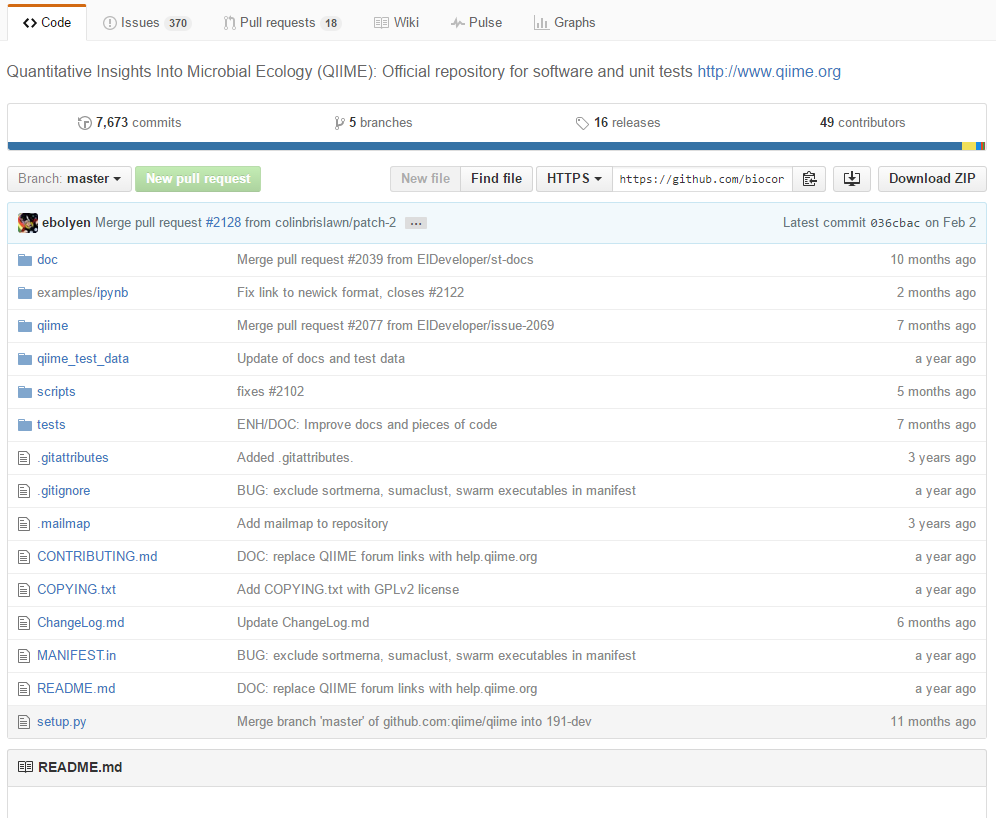 Code Issues 370 Pull requests 18 Wiki Pulse Graphs
Quantitative Insights Into Microbial Ecology (QIIME): Official repository for software and unit tests http://www.qiime.org
7,673 commits 5 branches 16 releases 49 contributors
Branch: master New pull request New file Find file HTTPS https://github.com/biocor Download ZIP
ebolyen Merge pull request #2128 from colinbrislawn/patch-2 ... Latest commit 036cbac on Feb 2
doc Merge pull request #2039 from EIDeveloper/st-docs 10 months ago
examples/ipynb Fix link to newick format, closes #2122 2 months ago
qiime Merge pull request #2077 from EIDeveloper/issue-2069 7 months ago
qiime_test_data Update of docs and test data a year ago
scripts fixes #2102 5 months ago
tests ENH/DOC: Improve docs and pieces of code 7 months ago
.gitattributes Added .gitattributes. 3 years ago
.gitignore BUG: exclude sortmerna, sumaclust, swarm executables in manifest a year ago
.mailmap Add mailmap to repository 3 years ago
CONTRIBUTING.md DOC: replace QIIME forum links with help.qiime.org a year ago
COPYING.txt Add COPYING.txt with GPLv2 license a year ago
ChangeLog.md Update ChangeLog.md 6 months ago
MANIFEST.in BUG: exclude sortmerna, sumaclust, swarm executables in manifest a year ago
README.md DOC: replace QIIME forum links with help.qiime.org a year ago
setup.py Merge branch 'master' of github.com:qiime/qiime into 191-dev 11 months ago
README.md